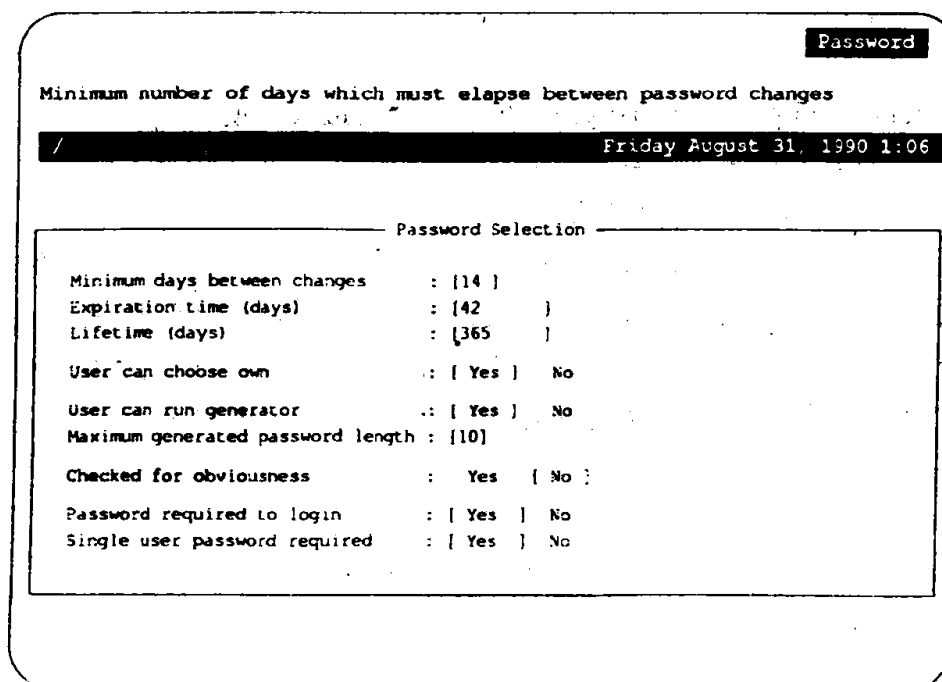 Password
Minimum number of days which must elapse between password changes
/ Friday August 31, 1990 1:06
Password Selection
Minimum days between changes : [14 ]
Expiration time (days) : [42 ]
Lifetime (days) : [365 ]
User can choose own : [ Yes ] No
User can run generator : [ Yes ] No
Maximum generated password length : [10]
Checked for obviousness : Yes [ No ]
Password required to login : [ Yes ] No
Single user password required : [ Yes ] No